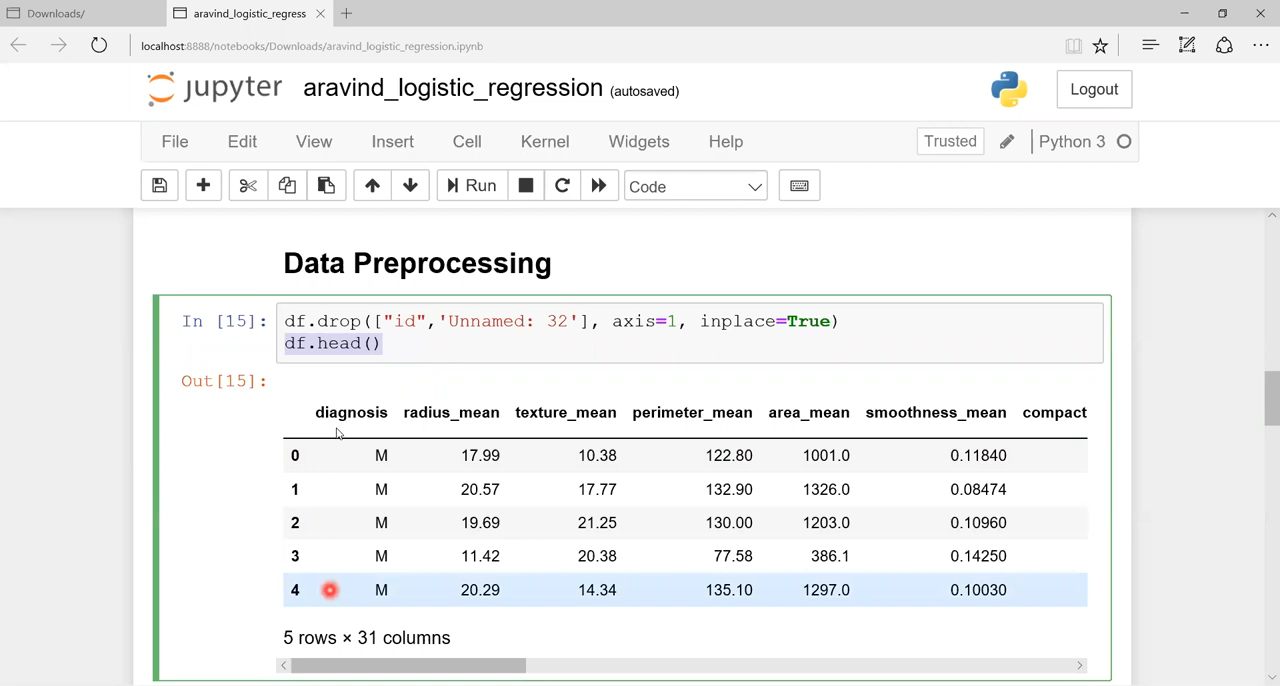 Downloads/ aravind_logistic_regress
localhost:8888/notebooks/Downloads/aravind_logistic_regression.ipynb
jupyter aravind_logistic_regression (autosaved) Logout
File Edit View Insert Cell Kernel Widgets Help Trusted Python 3
Run Code
Data Preprocessing
In [15]: df.drop(["id",'Unnamed: 32'], axis=1, inplace=True)
df.head()
Out[15]:
diagnosis radius_mean texture_mean perimeter_mean area_mean smoothness_mean compact
0 M 17.99 10.38 122.80 1001.0 0.11840
1 M 20.57 17.77 132.90 1326.0 0.08474
2 M 19.69 21.25 130.00 1203.0 0.10960
3 M 11.42 20.38 77.58 386.1 0.14250
4 M 20.29 14.34 135.10 1297.0 0.10030
5 rows × 31 columns